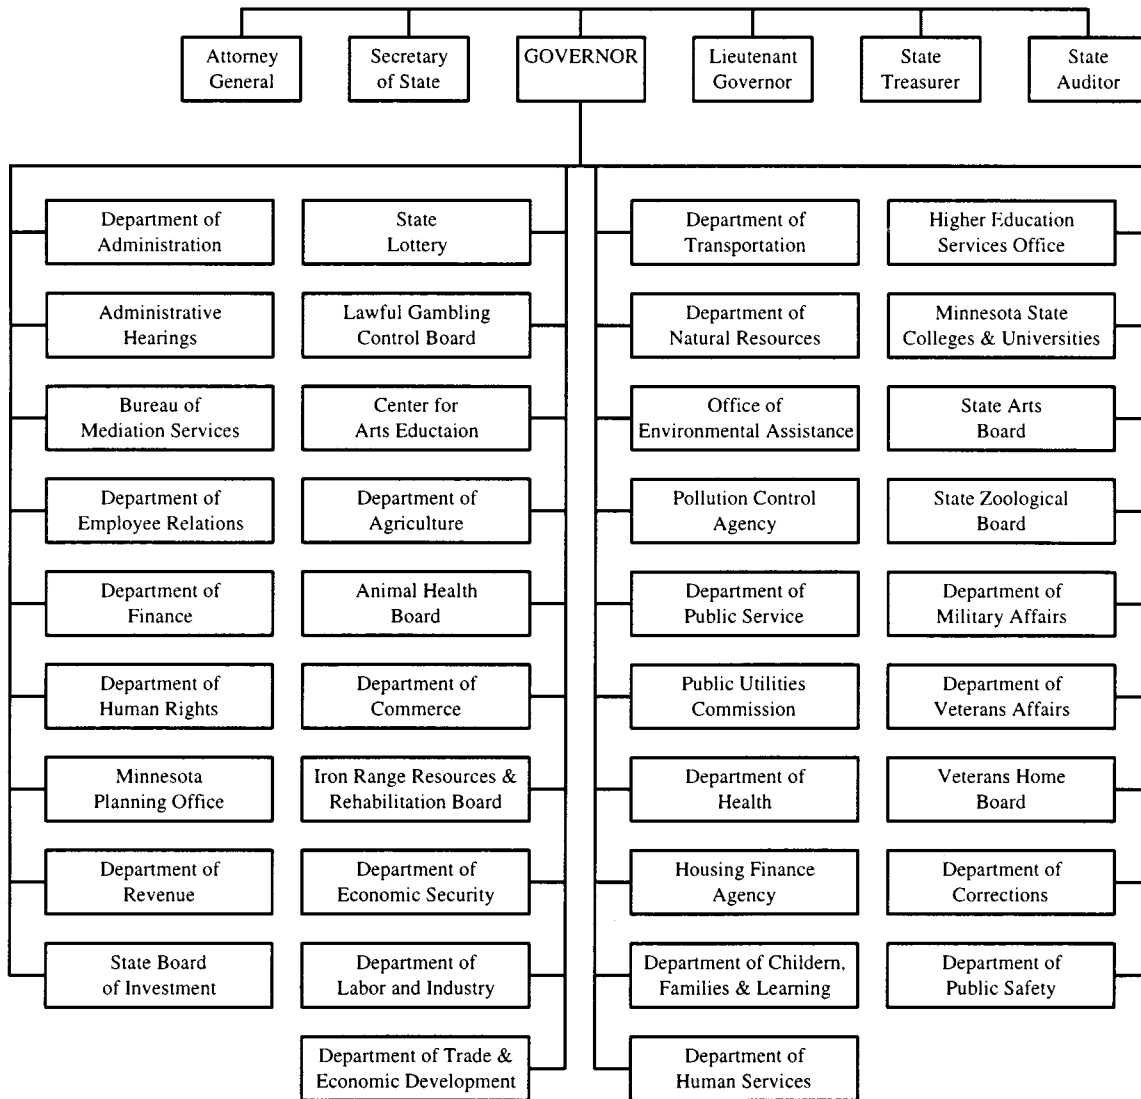 Attorney
General
Secretary
of State
GOVERNOR
Lieutenant
Governor
State
Treasurer
State
Auditor
Department of
Administration
State
Lottery
Department of
Transportation
Higher Education
Services Office
Administrative
Hearings
Lawful Gambling
Control Board
Department of
Natural Resources
Minnesota State
Colleges & Universities
Bureau of
Mediation Services
Center for
Arts Eductaion
Office of
Environmental Assistance
State Arts
Board
Department of
Employee Relations
Department of
Agriculture
Pollution Control
Agency
State Zoological
Board
Department of
Finance
Animal Health
Board
Department of
Public Service
Department of
Military Affairs
Department of
Human Rights
Department of
Commerce
Public Utilities
Commission
Department of
Veterans Affairs
Minnesota
Planning Office
Iron Range Resources &
Rehabilitation Board
Department of
Health
Veterans Home
Board
Department of
Revenue
Department of
Economic Security
Housing Finance
Agency
Department of
Corrections
State Board
of Investment
Department of
Labor and Industry
Department of Childern,
Families & Learning
Department of
Public Safety
Department of Trade &
Economic Development
Department of
Human Services